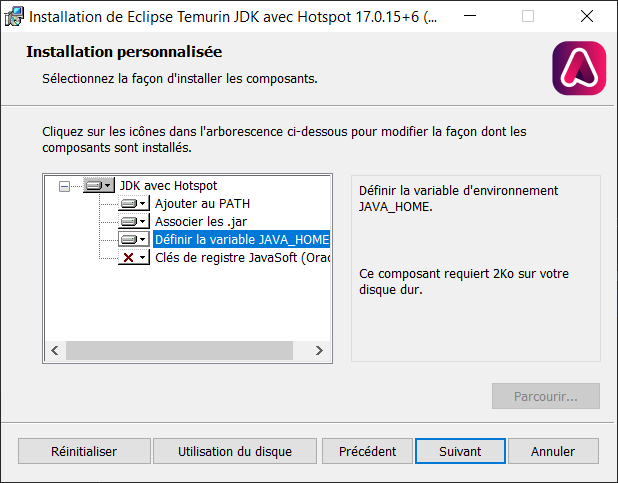 Installation de Eclipse Temurin JDK avec Hotspot 17.0.15+6 (...
Installation personnalisée
Sélectionnez la façon d'installer les composants.
Cliquez sur les icônes dans l'arborescence ci-dessous pour modifier la façon dont les
composants sont installés.
JDK avec Hotspot
Ajouter au PATH
Associer les .jar
Définir la variable JAVA_HOME
Clés de registre JavaSoft (Orac
Définir la variable d'environnement
JAVA_HOME.
Ce composant requiert 2Ko sur votre
disque dur.
Parcourir...
Réinitialiser
Utilisation du disque
Précédent
Suivant
Annuler